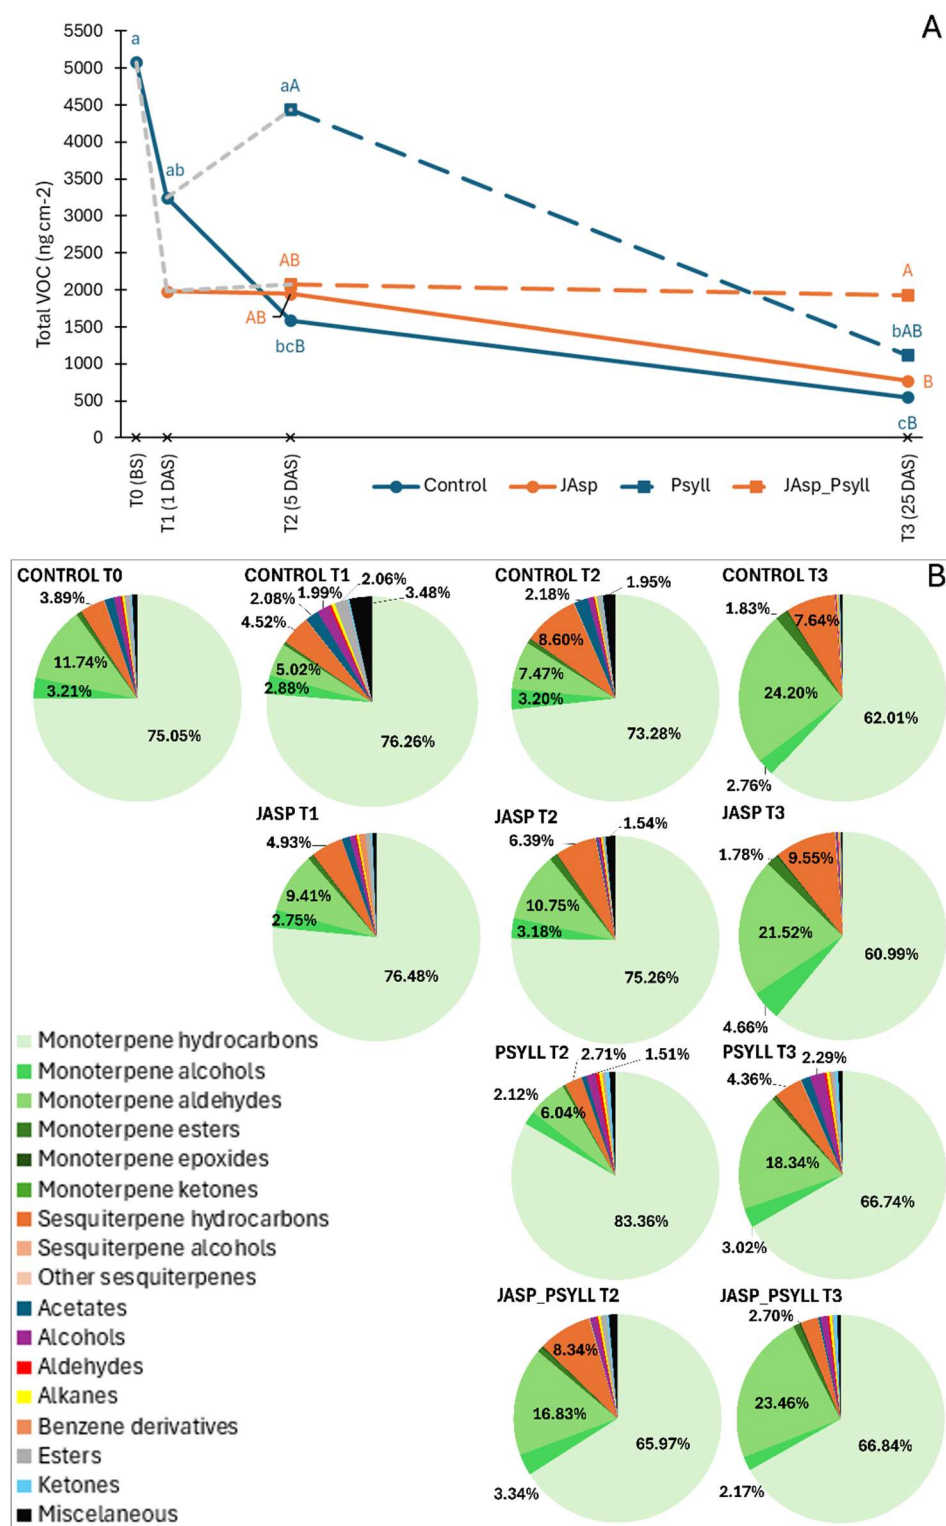 A
5500
5000
4500
4000
3500
3000
2500
2000
1500
1000
500
0
Total VOC (ng cm-2)
a
ab
aA
AB
AB
bcB
A
bAB
B
cB
T0 (BS)
T1 (1 DAS)
T2 (5 DAS)
T3 (25 DAS)
Control
JAsp
Psyll
JAsp_Psyll
B
CONTROL T0
3.89%
11.74%
3.21%
75.05%
CONTROL T1
2.06%
1.99%
2.08%
3.48%
4.52%
5.02%
2.88%
76.26%
CONTROL T2
2.18%
1.95%
8.60%
7.47%
3.20%
73.28%
CONTROL T3
1.83%
7.64%
24.20%
62.01%
2.76%
JASP T1
4.93%
9.41%
2.75%
76.48%
JASP T2
6.39%
1.54%
10.75%
3.18%
75.26%
JASP T3
1.78%
9.55%
21.52%
60.99%
4.66%
PSYLL T2
2.71%
1.51%
2.12%
6.04%
83.36%
PSYLL T3
2.29%
4.36%
18.34%
66.74%
3.02%
JASP_PSYLL T2
8.34%
16.83%
65.97%
3.34%
JASP_PSYLL T3
2.70%
23.46%
66.84%
2.17%
Monoterpene hydrocarbons
Monoterpene alcohols
Monoterpene aldehydes
Monoterpene esters
Monoterpene epoxides
Monoterpene ketones
Sesquiterpene hydrocarbons
Sesquiterpene alcohols
Other sesquiterpenes
Acetates
Alcohols
Aldehydes
Alkanes
Benzene derivatives
Esters
Ketones
Miscelaneous